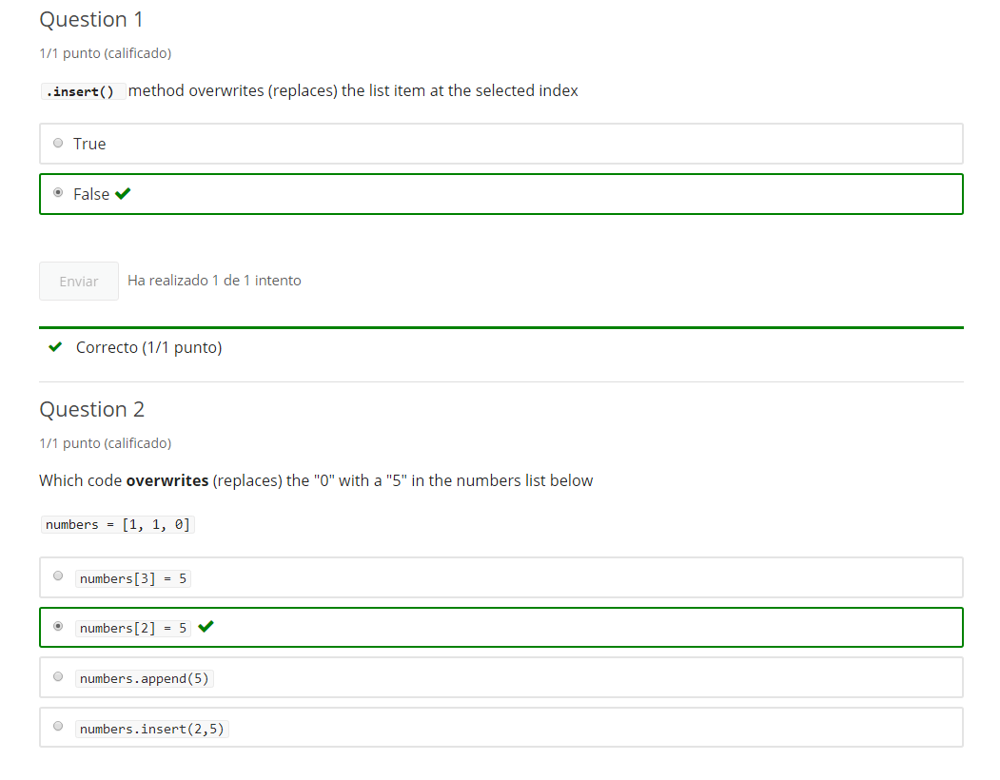 Question 1
1/1 punto (calificado)
.insert() method overwrites (replaces) the list item at the selected index
True
False
Enviar Ha realizado 1 de 1 intento
Correcto (1/1 punto)
Question 2
1/1 punto (calificado)
Which code overwrites (replaces) the "0" with a "5" in the numbers list below
numbers = [1, 1, 0]
numbers[3] = 5
numbers[2] = 5
numbers.append(5)
numbers.insert(2,5)